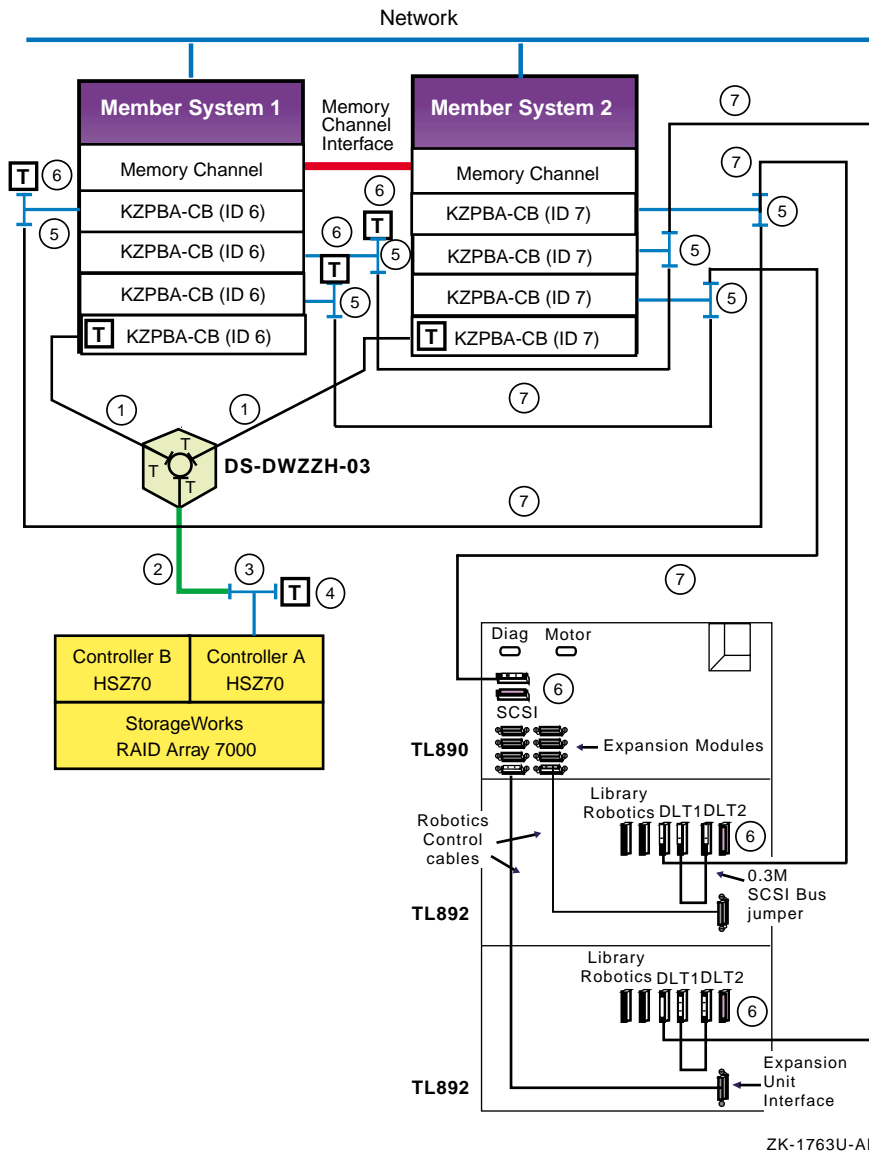 Network
Member System 1
Memory
Channel
Interface
Member System 2
7
7
T
6
Memory Channel
6
Memory Channel
KZPBA-CB (ID 6)
T
KZPBA-CB (ID 7)
5
5
KZPBA-CB (ID 6)
6
5
KZPBA-CB (ID 7)
5
T
KZPBA-CB (ID 6)
5
KZPBA-CB (ID 7)
5
T
KZPBA-CB (ID 6)
T
KZPBA-CB (ID 7)
1
1
7
T
T
T
DS-DWZZH-03
7
2
3
T
4
7
Controller B
HSZ70
Controller A
HSZ70
StorageWorks
RAID Array 7000
Diag
Motor
6
SCSI
TL890
Expansion Modules
Robotics
Control
cables
Library
Robotics
DLT1
DLT2
6
0.3M
SCSI Bus
jumper
TL892
Library
Robotics
DLT1
DLT2
6
TL892
Expansion
Unit
Interface